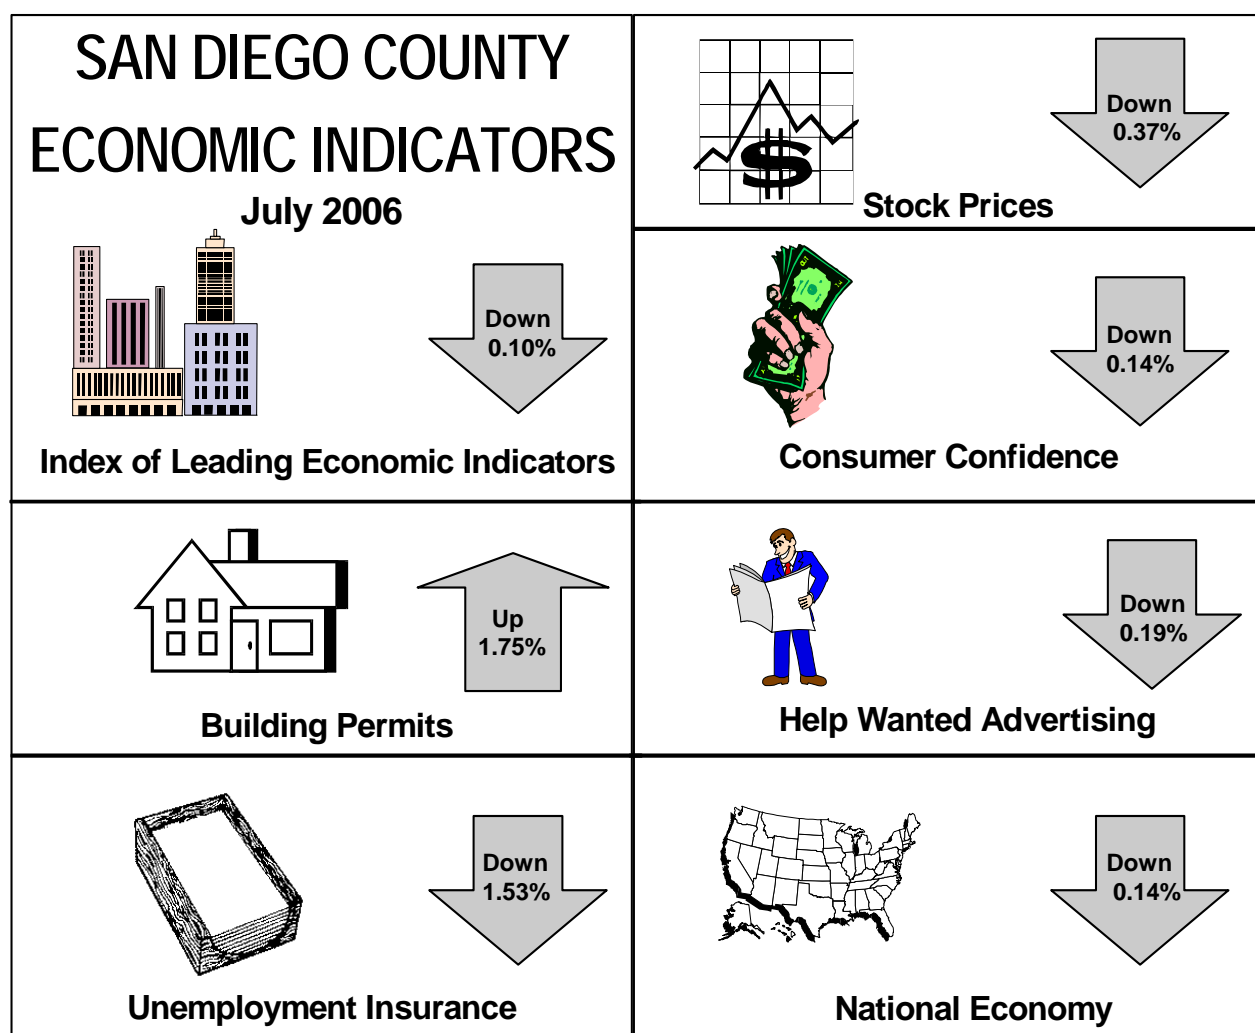 SAN DIEGO COUNTY
ECONOMIC INDICATORS
July 2006
Down
0.10%
Index of Leading Economic Indicators
Down
0.37%
Stock Prices
Down
0.14%
Consumer Confidence
Up
1.75%
Building Permits
Down
0.19%
Help Wanted Advertising
Down
1.53%
Unemployment Insurance
Down
0.14%
National Economy